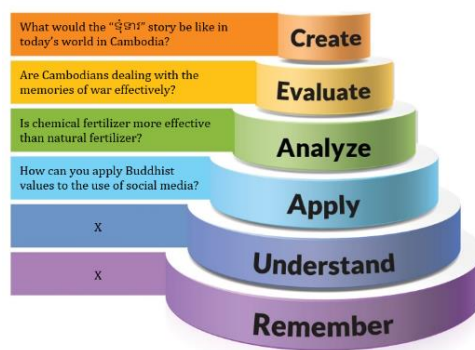 What would the “ទុំទាវ” story be like in
today’s world in Cambodia?
Create
Are Cambodians dealing with the
memories of war effectively?
Evaluate
Is chemical fertilizer more effective
than natural fertilizer?
Analyze
How can you apply Buddhist
values to the use of social media?
Apply
X
Understand
X
Remember